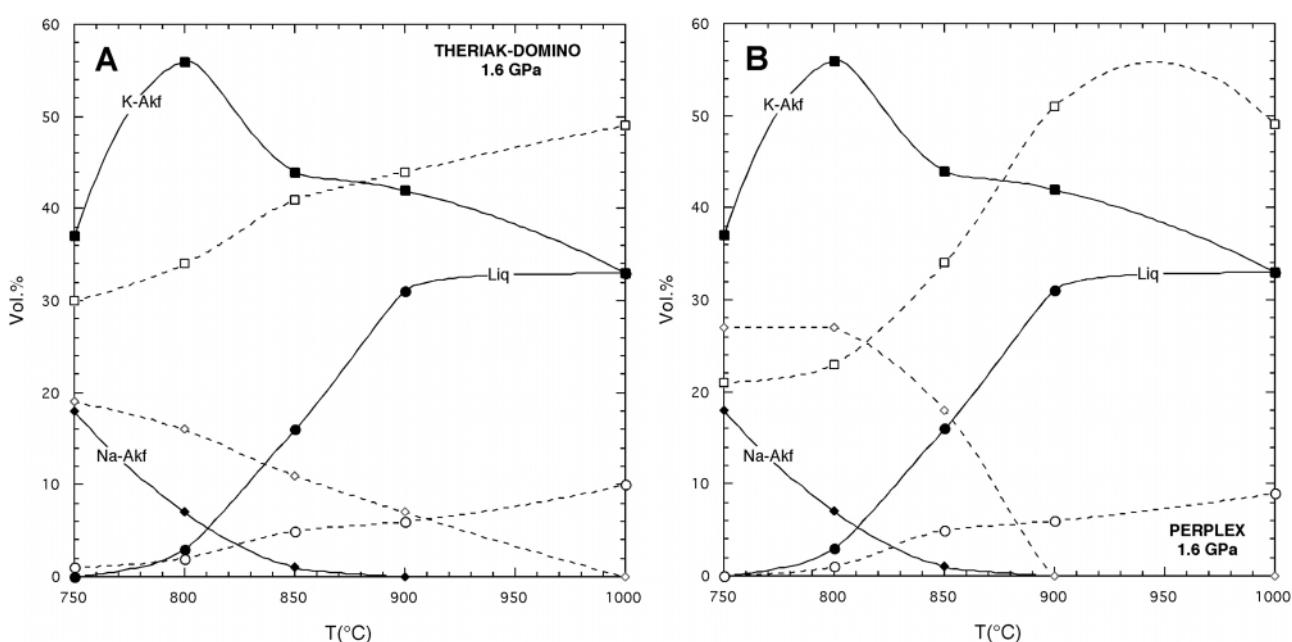 A
THERIAK-DOMINO
1.6 GPa
K-Akf
Liq
Na-Akf
60
50
40
30
20
10
0
Vol.%
750 800 850 900 950 1000
T(°C)
B
K-Akf
Liq
Na-Akf
PERPLEX
1.6 GPa
60
50
40
30
20
10
0
Vol.%
750 800 850 900 950 1000
T(°C)